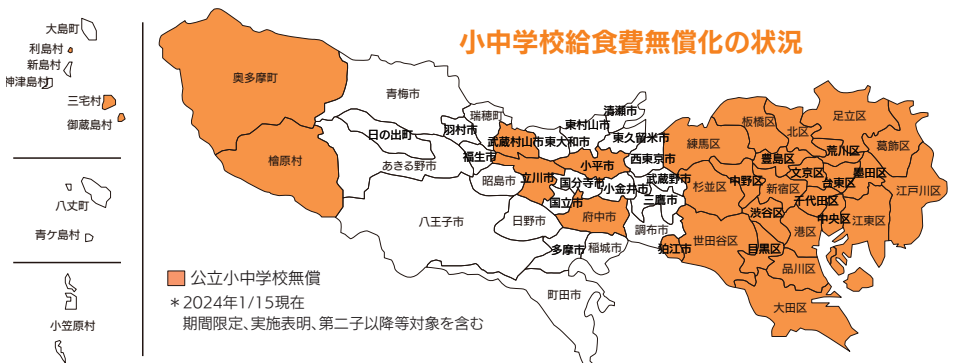 小中学校給食費無償化の状況
大島町
利島村
新島村
神津島村
三宅村
御蔵島村
八丈町
青ケ島村
小笠原村
奥多摩町
檜原村
青梅市
日の出町
あきる野市
八王子市
羽村市
瑞穂町
福生市
昭島市
武蔵村山市
東大和市
東村山市
清瀬市
東久留米市
立川市
小平市
西東京市
国分寺市
小金井市
武蔵野市
三鷹市
国立市
府中市
日野市
多摩市
稲城市
調布市
狛江市
町田市
練馬区
板橋区
北区
足立区
荒川区
葛飾区
豊島区
文京区
墨田区
中野区
杉並区
新宿区
台東区
江戸川区
千代田区
渋谷区
中央区
江東区
港区
世田谷区
目黒区
品川区
大田区
公立小中学校無償
*2024年1/15現在
期間限定、実施表明、第二子以降等対象を含む